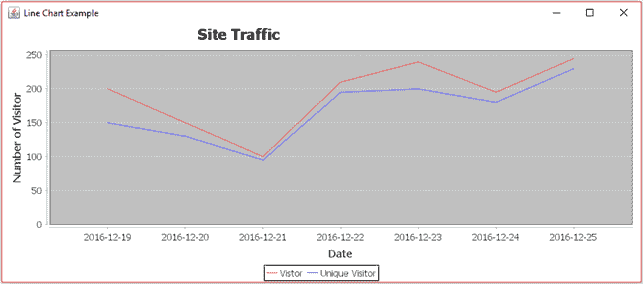 Line Chart Example
Site Traffic
250
200
150
100
50
0
Number of Visitor
2016-12-19 2016-12-20 2016-12-21 2016-12-22 2016-12-23 2016-12-24 2016-12-25
Date
Vistor Unique Visitor